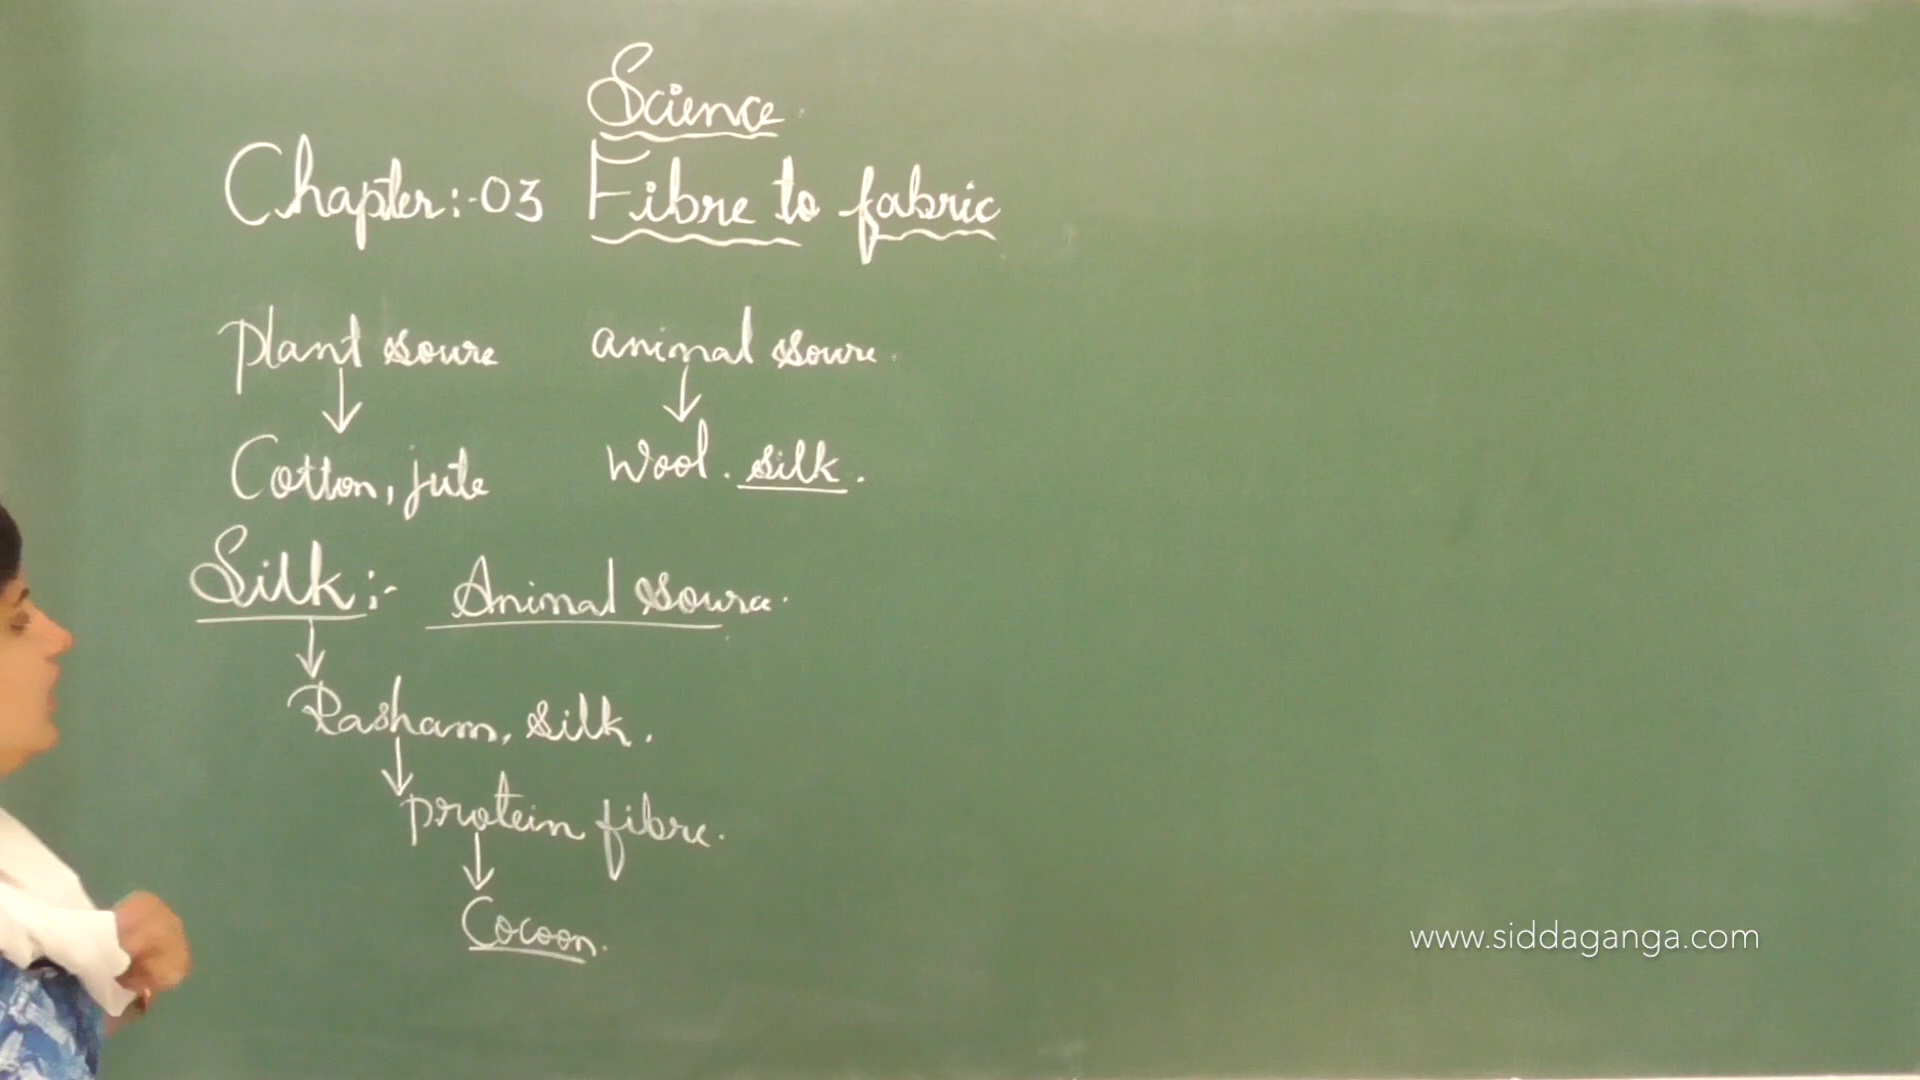 Science
Chapter:-03 Fibre to fabric
plant soure animal soure.
Cotton, jute Wool. silk.
Silk:- Animal soure.
Rasham, silk.
protein fibre.
Cocoon.
www.siddaganga.com